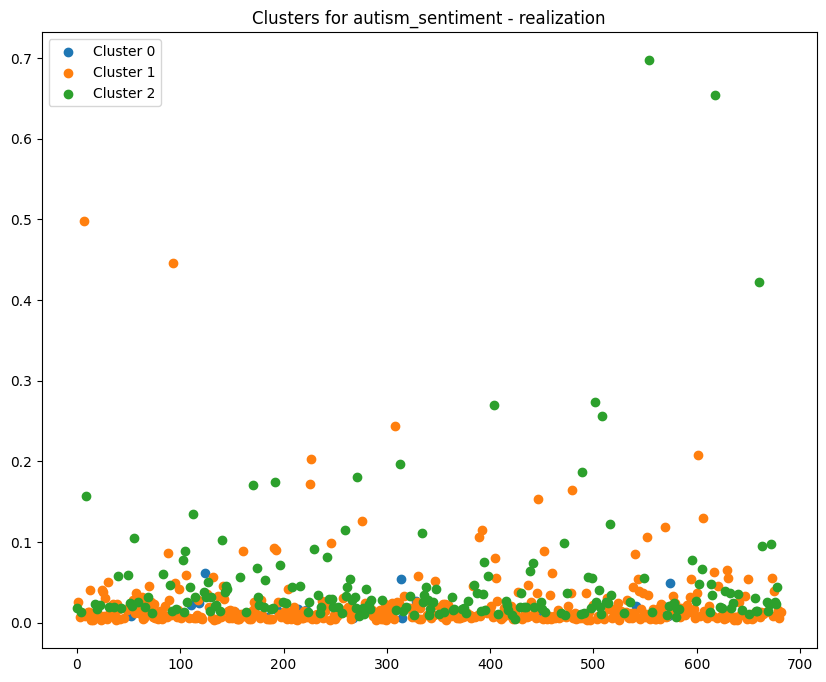 Clusters for autism_sentiment - realization
Cluster 0
Cluster 1
Cluster 2
0.7
0.6
0.5
0.4
0.3
0.2
0.1
0.0
0 100 200 300 400 500 600 700